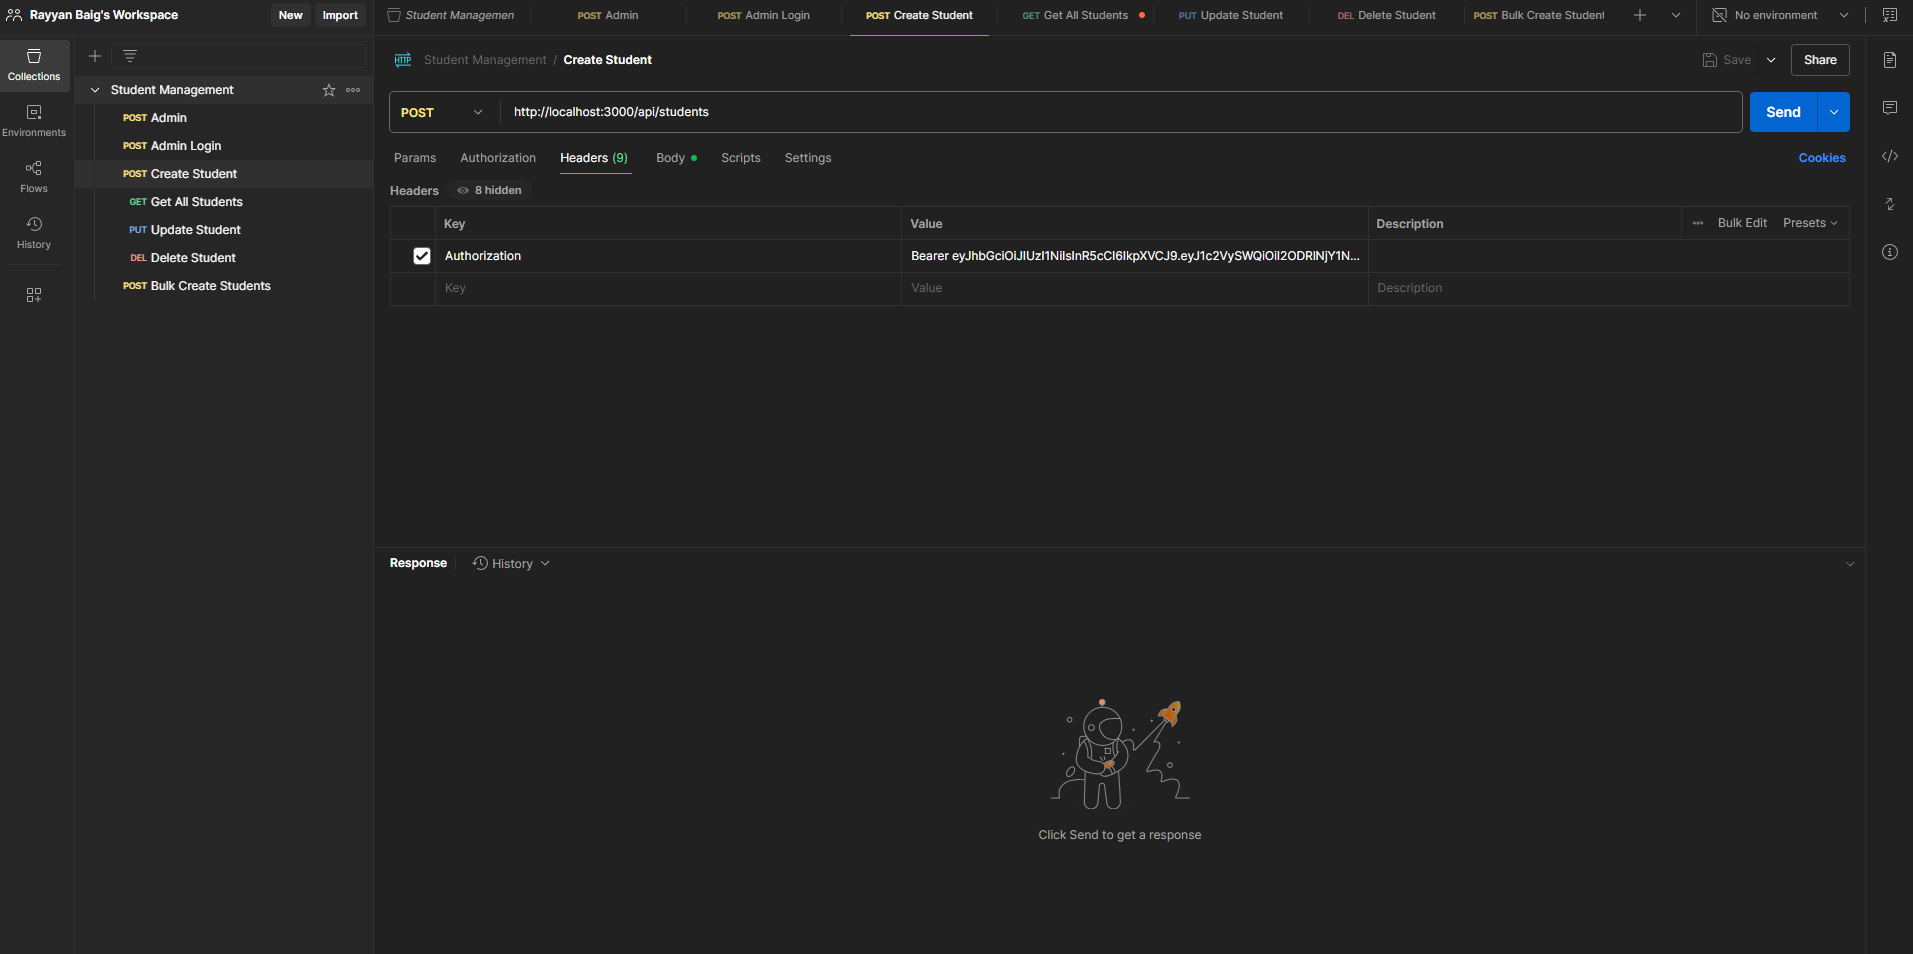 Rayyan Baig's Workspace
New
Import
Student Managemen
POST Admin
POST Admin Login
POST Create Student
GET Get All Students
PUT Update Student
DEL Delete Student
POST Bulk Create Student
No environment
Collections
Environments
Flows
History
Student Management
POST Admin
POST Admin Login
POST Create Student
GET Get All Students
PUT Update Student
DEL Delete Student
POST Bulk Create Students
HTTP Student Management / Create Student
Save
Share
POST
http://localhost:3000/api/students
Send
Params
Authorization
Headers (9)
Body
Scripts
Settings
Cookies
Headers
8 hidden
Key
Value
Description
Bulk Edit
Presets
Authorization
Bearer eyJhbGciOiJIUzI1NiIsInR5cCI6IkpXVCJ9.eyJ1c2VySWQiOiI2ODRlNjY1N...
Key
Value
Description
Response
History
Click Send to get a response